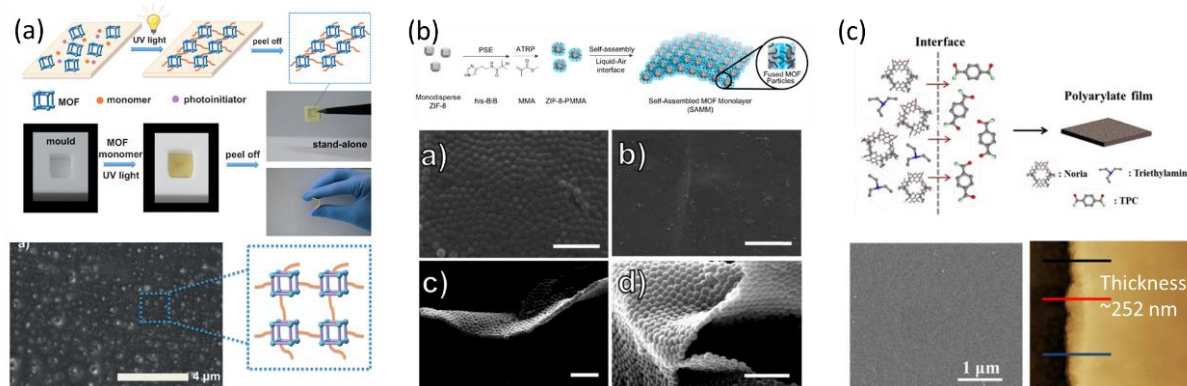 (a)
UV light
peel off
MOF
monomer
photoinitiator
mould
MOF
monomer
UV light
peel off
stand-alone
a)
4 μm
(b)
PSE
ATRP
Self-assembly
Liquid-Air
interface
Fused MOF
Particles
Monodisperse
ZIF-8
his-BiB
MMA
ZIF-8-PMMA
Self-Assembled MOF Monolayer
(SAMM)
a)
b)
c)
d)
(c)
Interface
Polyarylate film
: Noria
: Triethylamin
: TPC
1 μm
Thickness
~252 nm